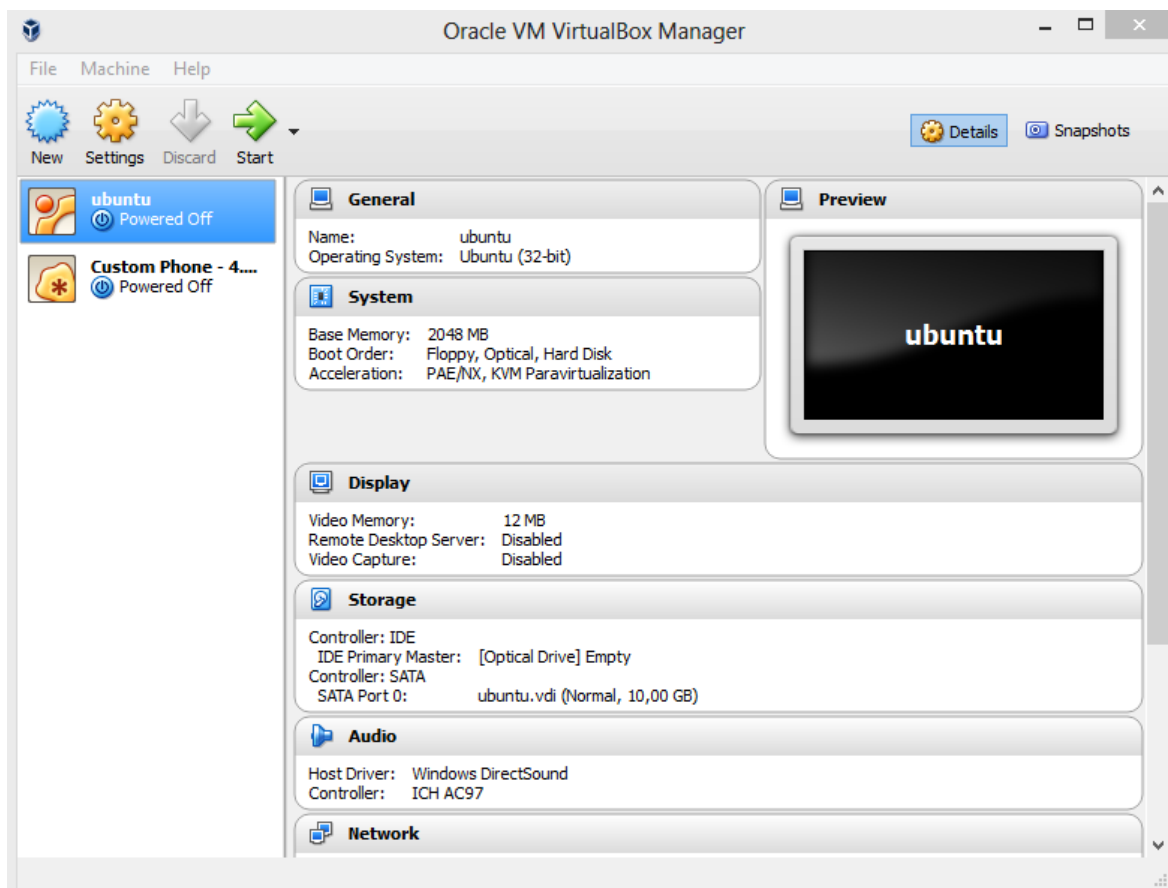 Oracle VM VirtualBox Manager
File Machine Help
New Settings Discard Start
Details Snapshots
ubuntu
Powered Off
Custom Phone - 4....
Powered Off
General
Name: ubuntu
Operating System: Ubuntu (32-bit)
System
Base Memory: 2048 MB
Boot Order: Floppy, Optical, Hard Disk
Acceleration: PAE/NX, KVM Paravirtualization
Preview
ubuntu
Display
Video Memory: 12 MB
Remote Desktop Server: Disabled
Video Capture: Disabled
Storage
Controller: IDE
IDE Primary Master: [Optical Drive] Empty
Controller: SATA
SATA Port 0: ubuntu.vdi (Normal, 10,00 GB)
Audio
Host Driver: Windows DirectSound
Controller: ICH AC97
Network